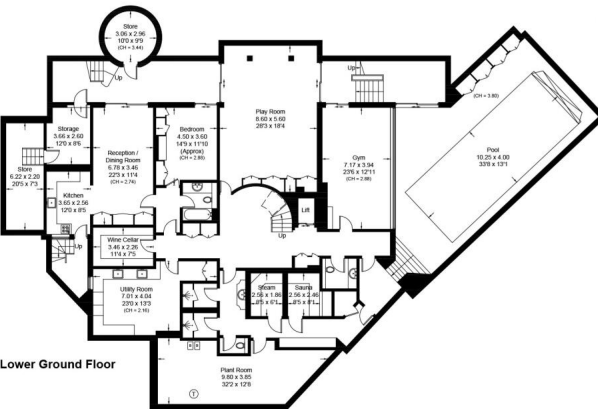 Store
3.06 x 2.96
10'0 x 9'9
(CH = 3.44)
Up
Up
(CH = 3.80)
Storage
3.66 x 2.60
12'0 x 8'6
Reception /
Dining Room
6.78 x 3.46
22'3 x 11'4
(CH = 2.74)
Bedroom
4.50 x 3.60
14'9 x 11'10
(Approx)
(CH = 2.88)
Play Room
8.60 x 5.60
28'3 x 18'4
Gym
7.17 x 3.94
23'6 x 12'11
(CH = 2.88)
Pool
10.25 x 4.00
33'8 x 13'1
Store
6.22 x 2.20
20'5 x 7'3
Kitchen
3.65 x 2.56
12'0 x 8'5
Up
Wine Cellar
3.46 x 2.26
11'4 x 7'5
Up
Lift
Utility Room
7.01 x 4.04
23'0 x 13'3
(CH = 2.16)
Steam
2.56 x 1.86
8'5 x 6'1
Sauna
2.56 x 2.46
8'5 x 8'1
Lower Ground Floor
Plant Room
9.80 x 3.85
32'2 x 12'8
T